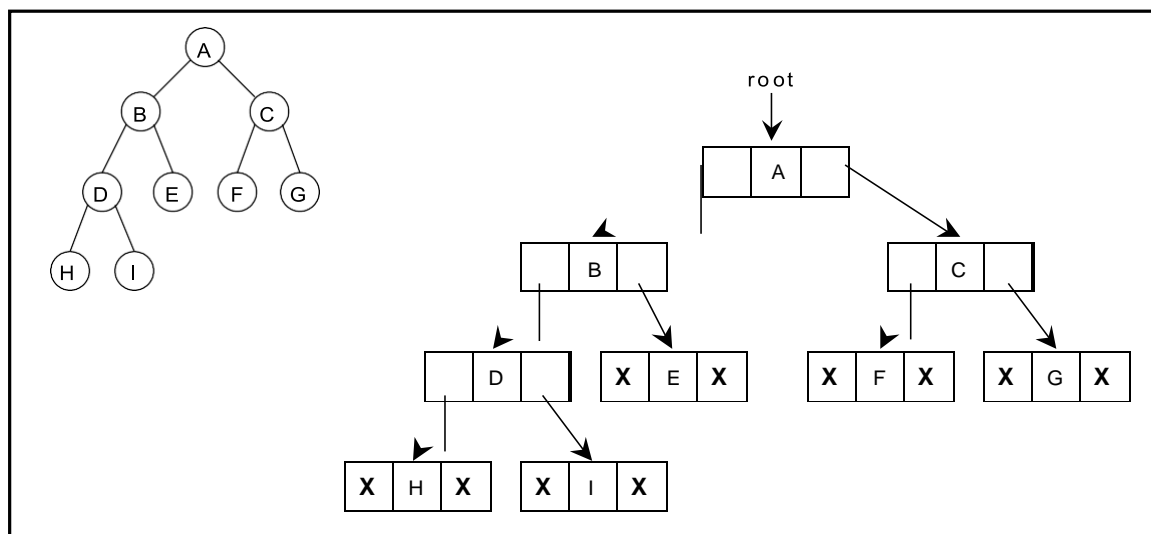 A
B C
D E F G
H I
root
A
B C
D X E X X F X X G X
X H X X I X